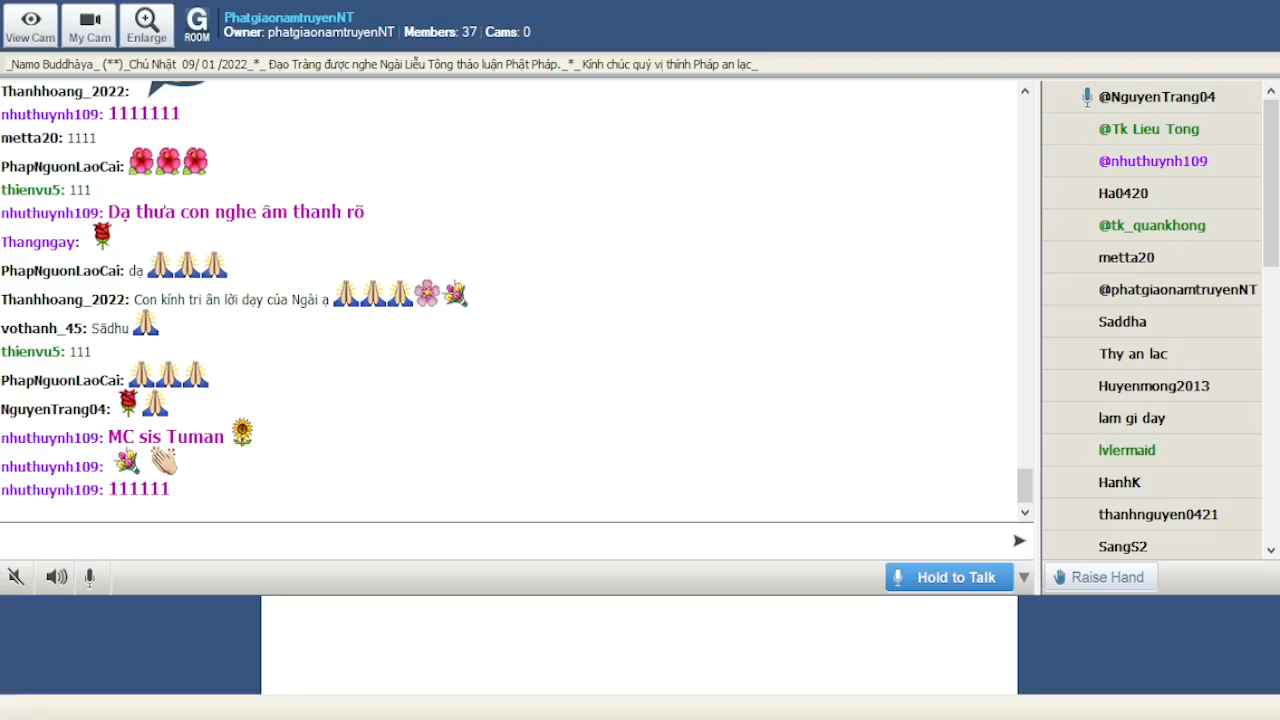 View Cam
My Cam
Enlarge
G
ROOM
PhatgiaonamtruyenNT
Owner: phatgiaonamtruyenNT | Members: 37 | Cams: 0
_Namo Buddhàya_ (**)_Chủ Nhật 09/ 01 /2022_*_ Đạo Tràng được nghe Ngài Liễu Tông thảo luận Phật Pháp._*_Kính chúc quý vị thính Pháp an lạc_
Thanhhoang_2022:
nhuthuynh109: 1111111
metta20: 1111
PhapNguonLaoCai:
thienvu5: 111
nhuthuynh109: Dạ thưa con nghe âm thanh rõ
Thangngay:
PhapNguonLaoCai: dạ
Thanhhoang_2022: Con kính tri ân lời dạy của Ngài ạ
vothanh_45: Sādhu
thienvu5: 111
PhapNguonLaoCai:
NguyenTrang04:
nhuthuynh109: MC sis Tuman
nhuthuynh109:
nhuthuynh109: 111111
@NguyenTrang04
@Tk Lieu Tong
@nhuthuynh109
Ha0420
@tk_quankhong
metta20
@phatgiaonamtruyenNT
Saddha
Thy an lac
Huyenmong2013
lam gi day
lvlermaid
HanhK
thanhnguyen0421
SangS2
Hold to Talk
Raise Hand